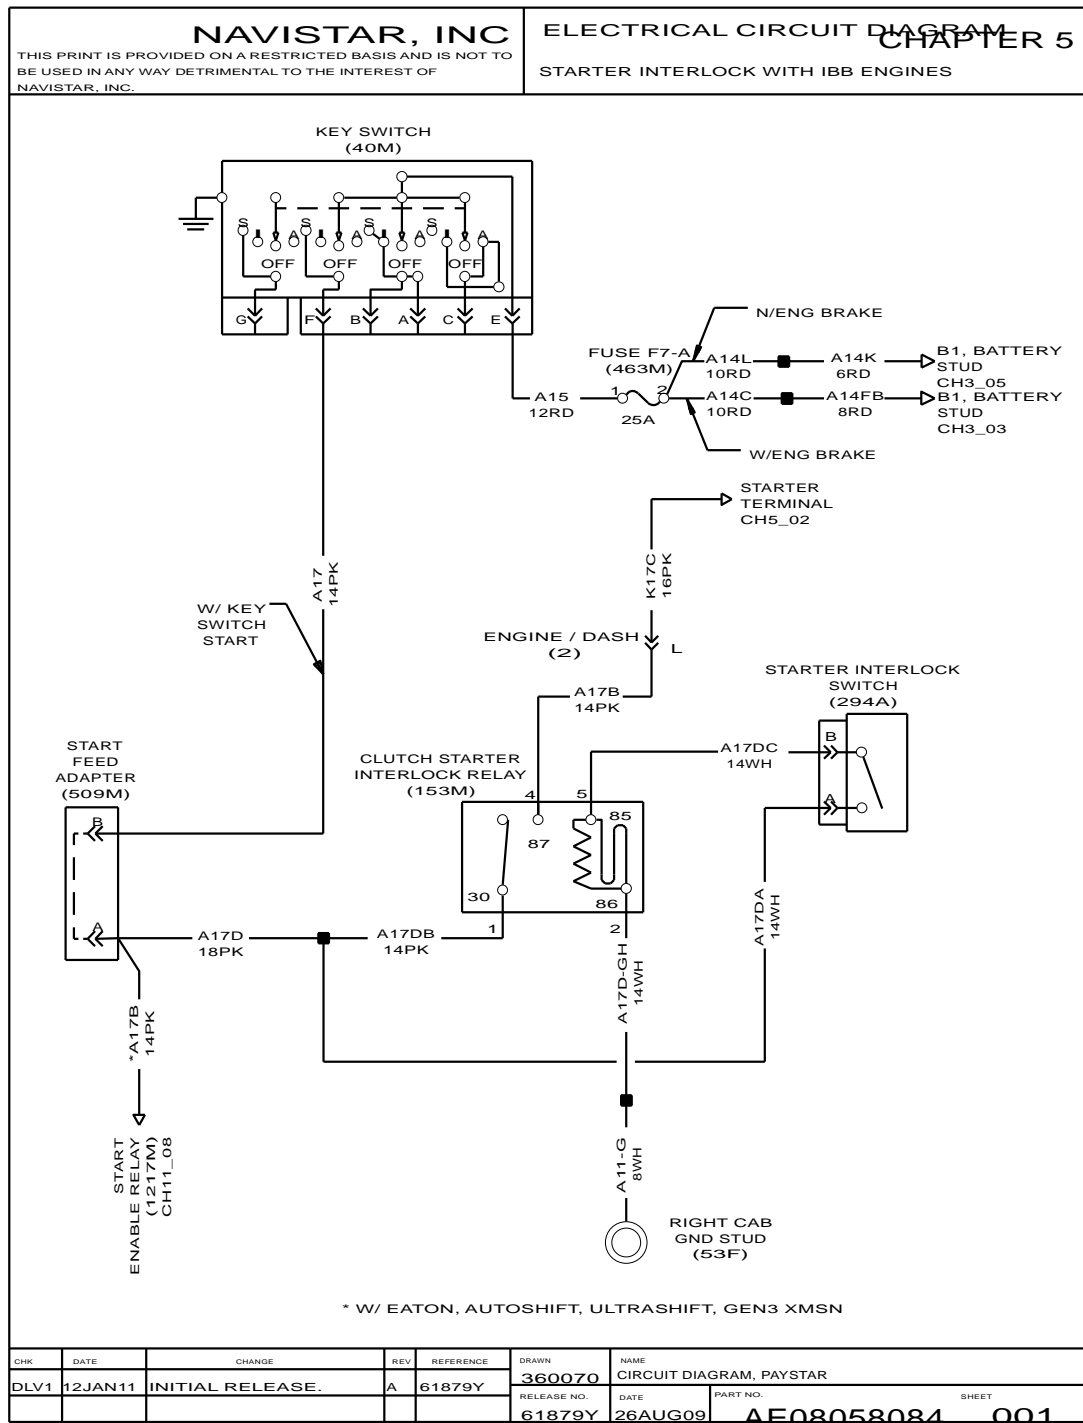 NAVISTAR, INC
THIS PRINT IS PROVIDED ON A RESTRICTED BASIS AND IS NOT TO
BE USED IN ANY WAY DETRIMENTAL TO THE INTEREST OF
NAVISTAR, INC.
ELECTRICAL CIRCUIT DIAGRAM
CHAPTER 5
STARTER INTERLOCK WITH IBB ENGINES
KEY SWITCH
(40M)
S I A S I A S I A S I A
OFF OFF OFF OFF
G F B A C E
N/ENG BRAKE
FUSE F7-A
(463M)
1 2
25A
A15
12RD
A14L
10RD
A14K
6RD
B1, BATTERY
STUD
CH3_05
A14C
10RD
A14FB
8RD
B1, BATTERY
STUD
CH3_03
W/ENG BRAKE
STARTER
TERMINAL
CH5_02
K17C
16PK
A17
14PK
W/ KEY
SWITCH
START
ENGINE / DASH
(2)
L
A17B
14PK
STARTER INTERLOCK
SWITCH
(294A)
B
A
A17DC
14WH
START
FEED
ADAPTER
(509M)
B
A
CLUTCH STARTER
INTERLOCK RELAY
(153M)
4 5
85
87
30
86
1 2
A17D
18PK
A17DB
14PK
A17DA
14WH
A17D-GH
14WH
*A17B
14PK
START
ENABLE RELAY
(1217M)
CH11_08
A11-G
8WH
RIGHT CAB
GND STUD
(53F)
* W/ EATON, AUTOSHIFT, ULTRASHIFT, GEN3 XMSN
CHK DATE CHANGE REV REFERENCE
DLV1 12JAN11 INITIAL RELEASE. A 61879Y
DRAWN
360070
NAME
CIRCUIT DIAGRAM, PAYSTAR
RELEASE NO.
61879Y
DATE
26AUG09
PART NO.
AE08058084
SHEET
001